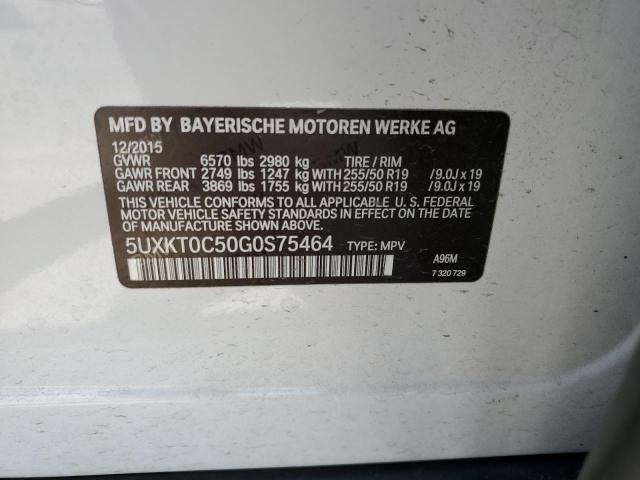 MFD BY BAYERISCHE MOTOREN WERKE AG
12/2015
GVWR 6570 lbs 2980 kg TIRE / RIM
GAWR FRONT 2749 lbs 1247 kg WITH 255/50 R19 /9.0J x 19
GAWR REAR 3869 lbs 1755 kg WITH 255/50 R19 /9.0J x 19
THIS VEHICLE CONFORMS TO ALL APPLICABLE U. S. FEDERAL
MOTOR VEHICLE SAFETY STANDARDS IN EFFECT ON THE DATE
OF MANUFACTURE SHOWN ABOVE.
5UXKT0C50G0S75464 TYPE: MPV
A96M
7 320 729